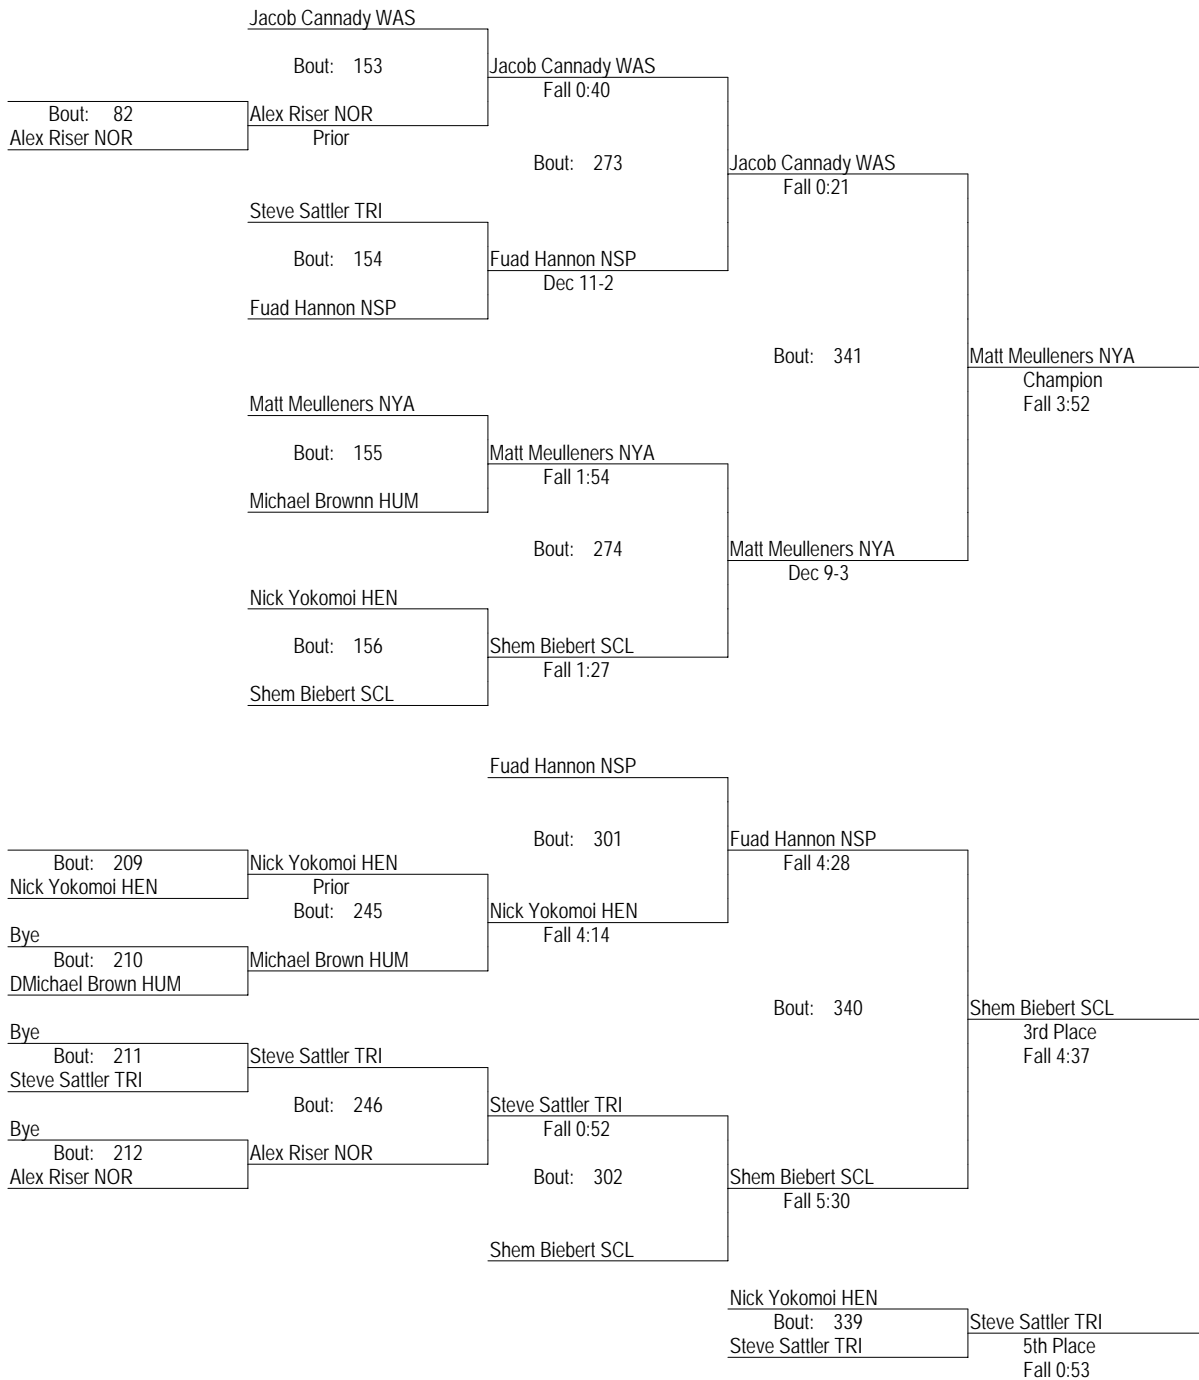 Jacob Cannady WAS
Bout: 153
Jacob Cannady WAS
Fall 0:40
Bout: 82
Alex Riser NOR
Alex Riser NOR
Prior
Bout: 273
Jacob Cannady WAS
Fall 0:21
Steve Sattler TRI
Bout: 154
Fuad Hannon NSP
Dec 11-2
Fuad Hannon NSP
Bout: 341
Matt Meulleners NYA
Champion
Fall 3:52
Matt Meulleners NYA
Bout: 155
Matt Meulleners NYA
Fall 1:54
Michael Brownn HUM
Bout: 274
Matt Meulleners NYA
Dec 9-3
Nick Yokomoi HEN
Bout: 156
Shem Biebert SCL
Fall 1:27
Shem Biebert SCL
Fuad Hannon NSP
Bout: 301
Fuad Hannon NSP
Fall 4:28
Bout: 209
Nick Yokomoi HEN
Nick Yokomoi HEN
Prior
Bout: 245
Nick Yokomoi HEN
Fall 4:14
Bye
Bout: 210
DMichael Brown HUM
Michael Brown HUM
Bout: 340
Shem Biebert SCL
3rd Place
Fall 4:37
Bye
Bout: 211
Steve Sattler TRI
Steve Sattler TRI
Bout: 246
Steve Sattler TRI
Fall 0:52
Bye
Bout: 212
Alex Riser NOR
Alex Riser NOR
Bout: 302
Shem Biebert SCL
Fall 5:30
Shem Biebert SCL
Nick Yokomoi HEN
Bout: 339
Steve Sattler TRI
Steve Sattler TRI
5th Place
Fall 0:53